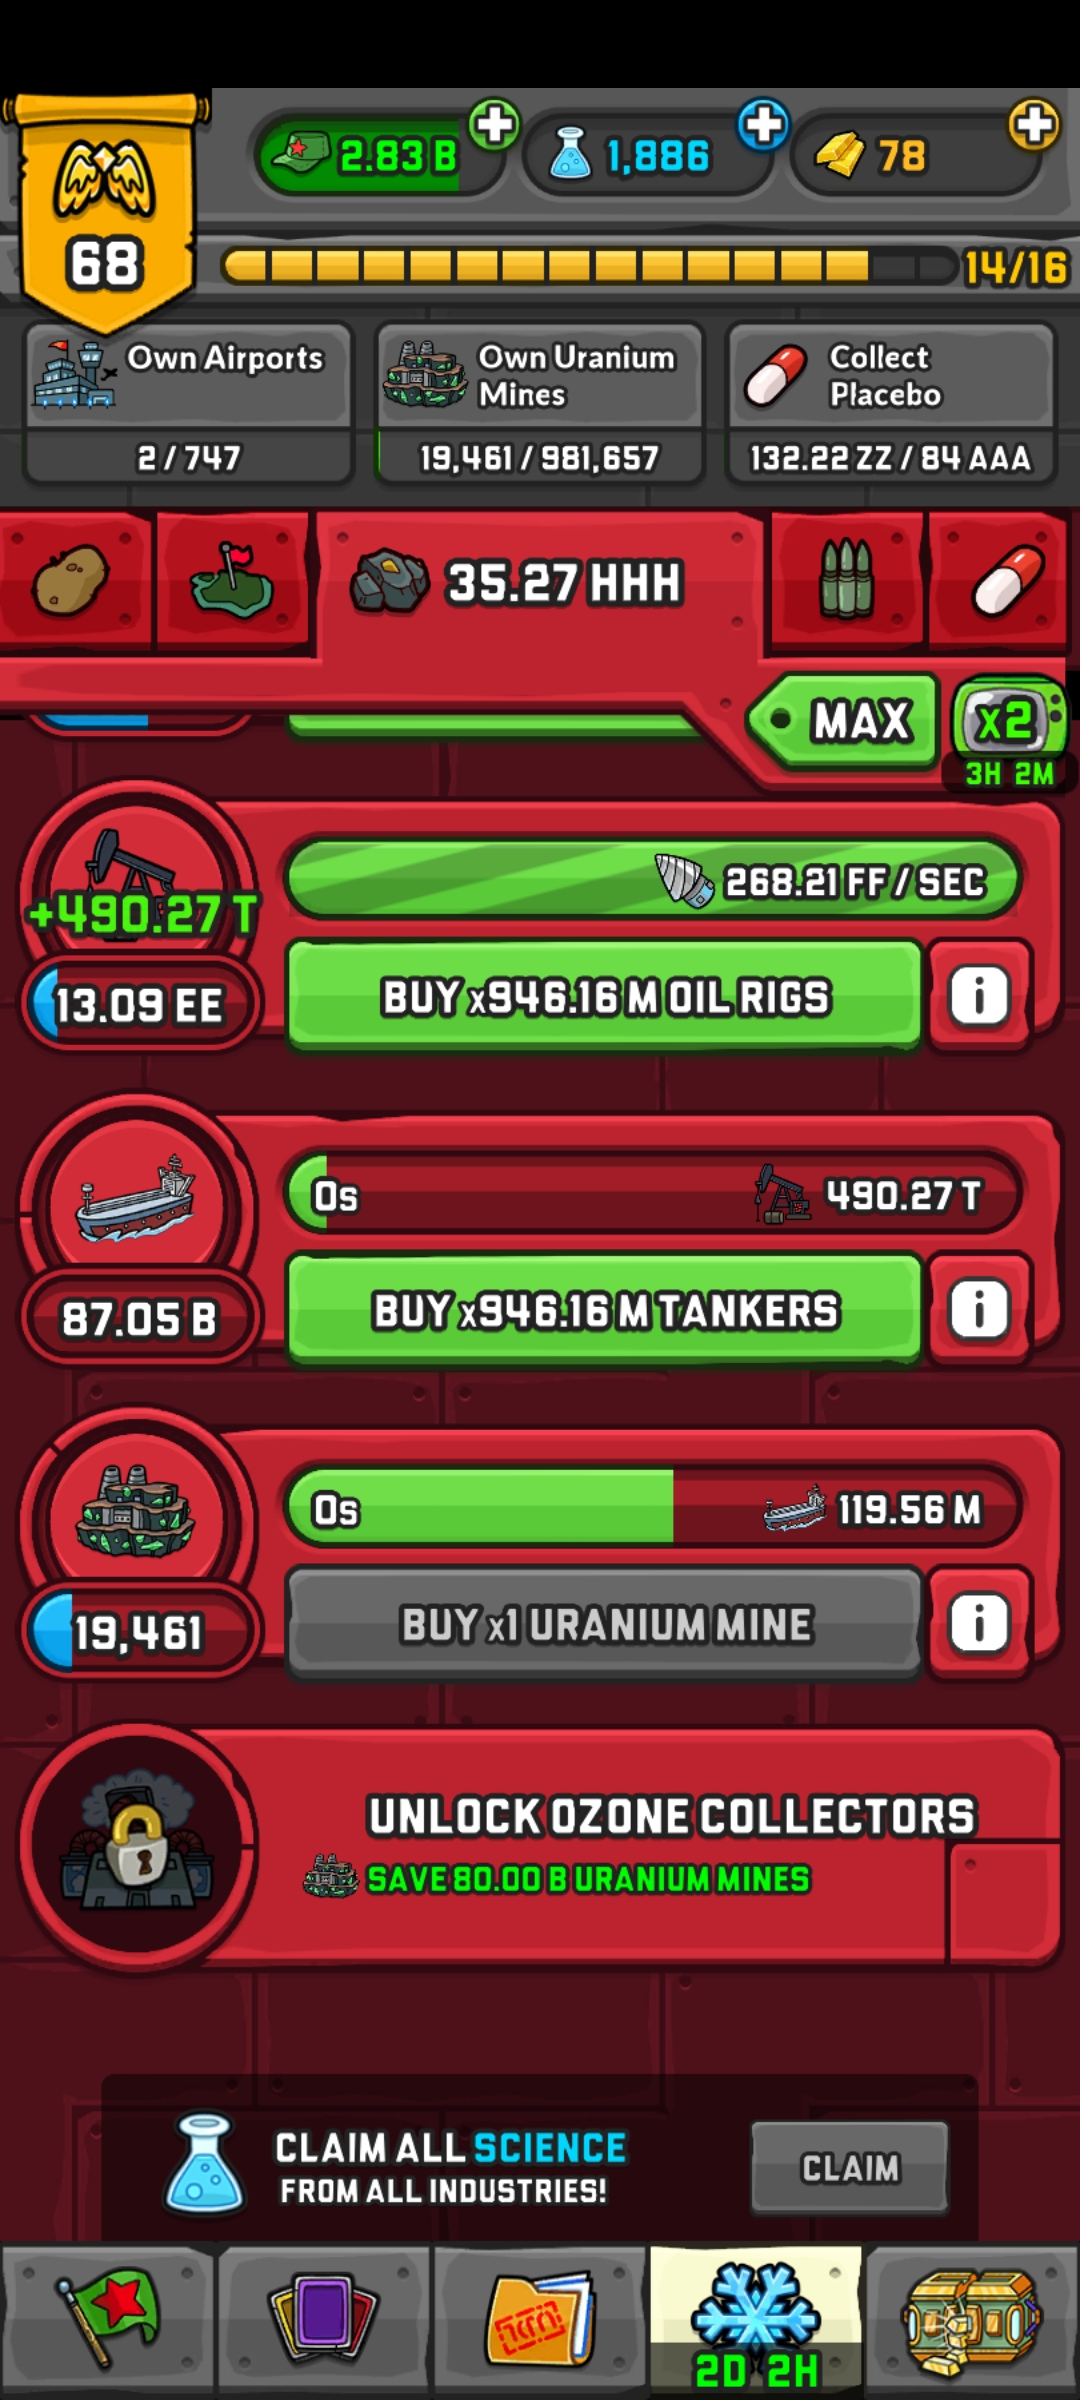 2.83 B
1,886
78
68
14/16
Own Airports
2 / 747
Own Uranium
Mines
19,461 / 981,657
Collect
Placebo
132.22 ZZ / 84 AAA
35.27 HHH
MAX
x2
3H 2M
+490.27 T
268.21 FF / SEC
13.09 EE
BUY x946.16 M OIL RIGS
i
0s
490.27 T
87.05 B
BUY x946.16 M TANKERS
i
0s
119.56 M
19,461
BUY x1 URANIUM MINE
i
UNLOCK OZONE COLLECTORS
SAVE 80.00 B URANIUM MINES
CLAIM ALL SCIENCE
FROM ALL INDUSTRIES!
CLAIM
2D 2H